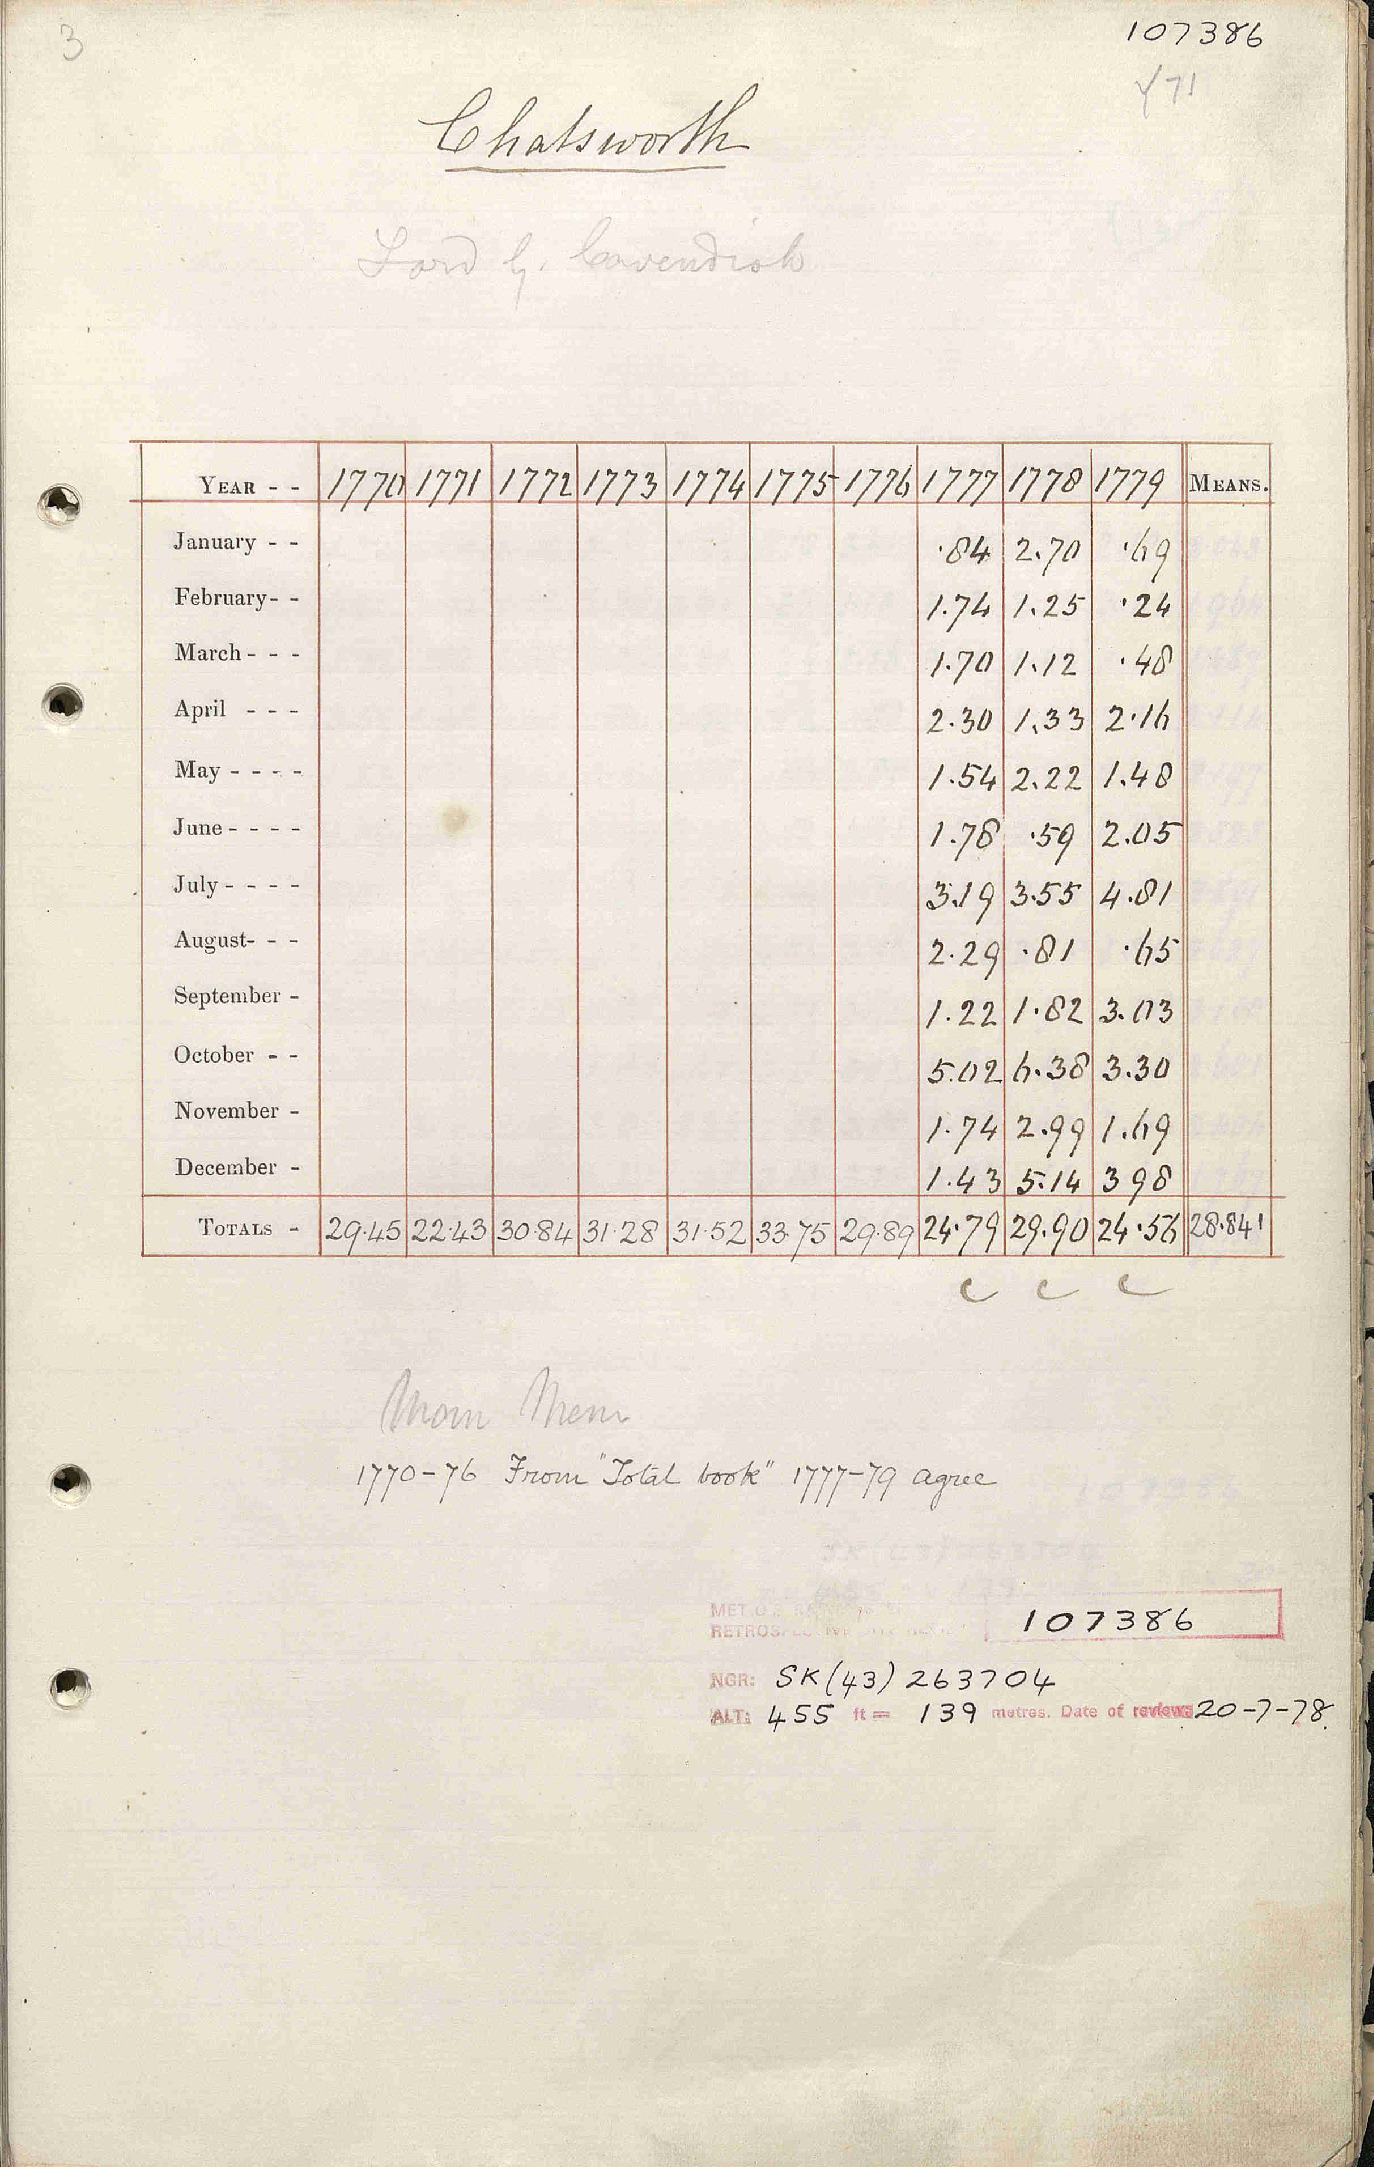 3
107386
Y71
Chatsworth
Lord G. Cavendish
YEAR - - 1770 1771 1772 1773 1774 1775 1776 1777 1778 1779 MEANS.
January - - ·84 2.70 ·69
February - - 1.74 1.25 ·24
March - - - 1.70 1.12 ·48
April - - - 2.30 1.33 2.16
May - - - - 1.54 2.22 1.48
June - - - - 1.78 ·59 2.05
July - - - - 3.19 3.55 4.81
August - - - 2.29 ·81 ·65
September - 1.22 1.82 3.03
October - - 5.02 6.38 3.30
November - 1.74 2.99 1.69
December - 1.43 5.14 3 98
TOTALS - 29.45 22.43 30.84 31.28 31.52 33.75 29.89 24.79 29.90 24.56 28.841
c c c
1770-76 From "Total book" 1777-79 agree
MET.O.
107386
NGR: SK(43)263704
ALT: 455 ft = 139 metres. Date of review: 20-7-78.